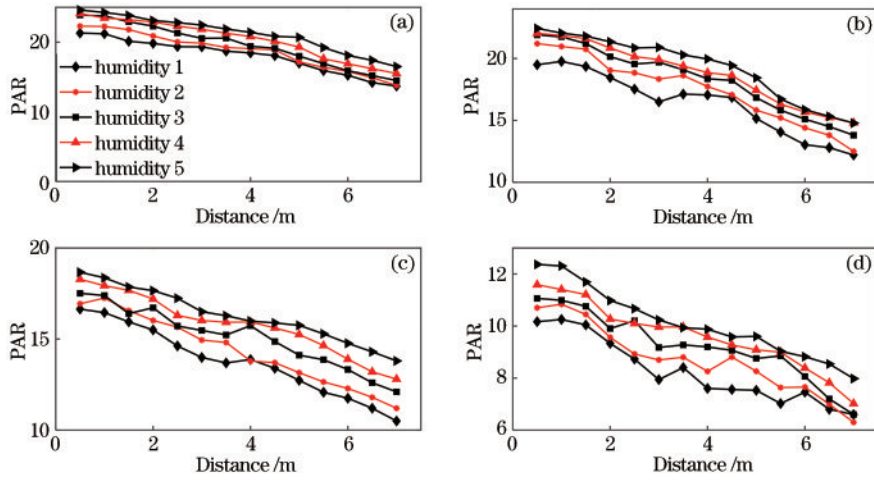 (a)
20
PAR
10
0
humidity 1
humidity 2
humidity 3
humidity 4
humidity 5
0 2 4 6
Distance /m
(b)
20
PAR
15
10
0 2 4 6
Distance /m
(c)
20
PAR
15
10
0 2 4 6
Distance /m
(d)
12
10
PAR
8
6
0 2 4 6
Distance /m